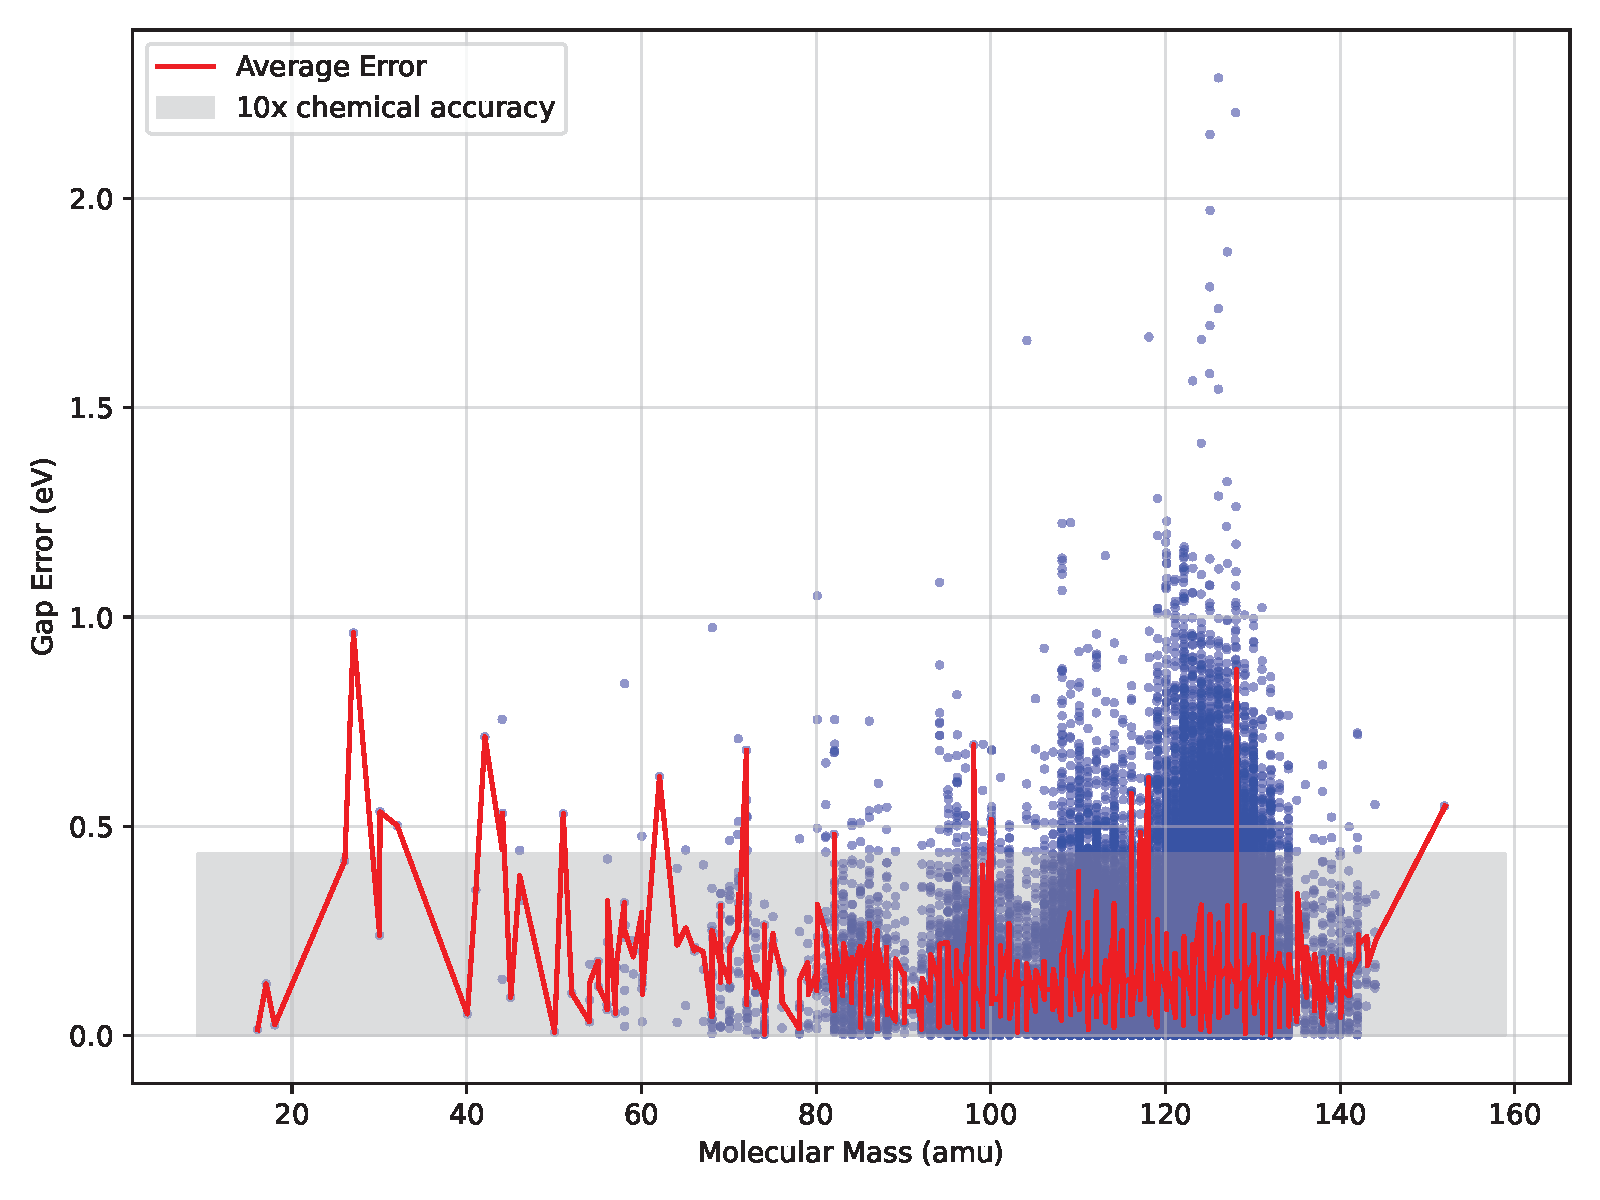 Average Error
10x chemical accuracy
2.0
1.5
1.0
0.5
0.0
Gap Error (eV)
20 40 60 80 100 120 140 160
Molecular Mass (amu)